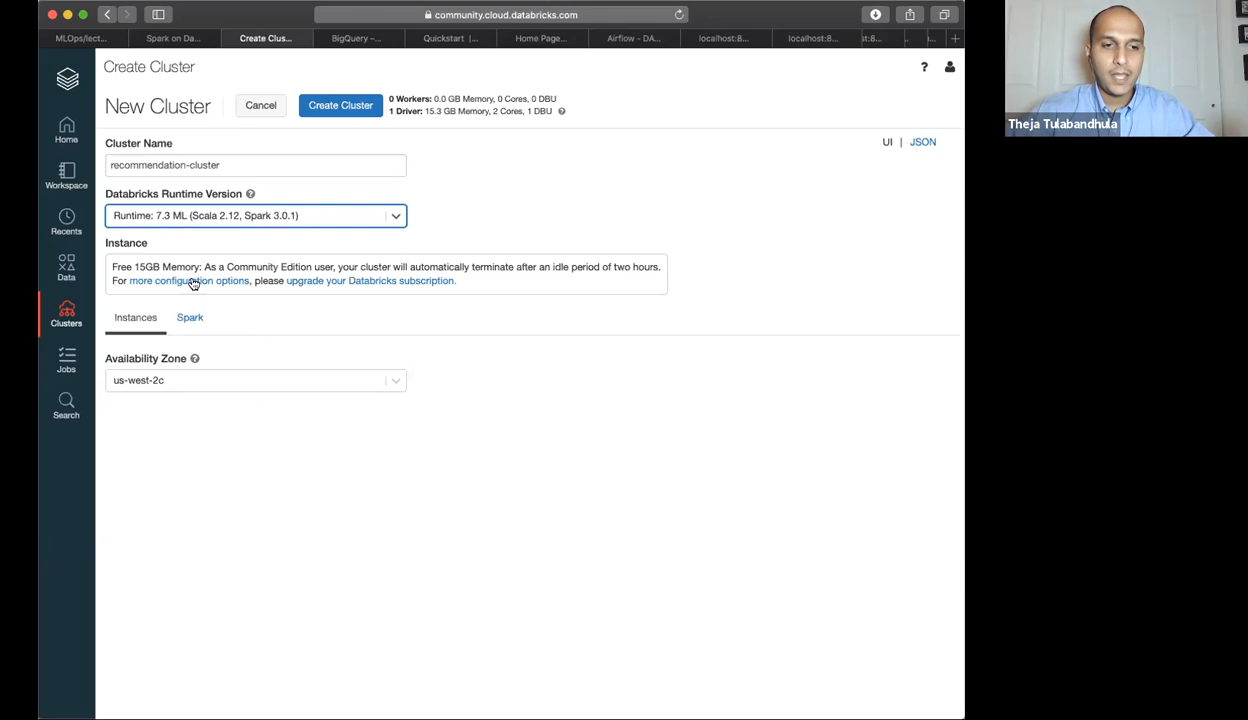 community.cloud.databricks.com
MLOps/lect...
Spark on Da...
Create Clus...
BigQuery –...
Quickstart |...
Home Page...
Airflow – DA...
localhost:8...
localhost:8...
Create Cluster
?
New Cluster
Cancel
Create Cluster
0 Workers: 0.0 GB Memory, 0 Cores, 0 DBU
1 Driver: 15.3 GB Memory, 2 Cores, 1 DBU ?
UI | JSON
Cluster Name
recommendation-cluster
Databricks Runtime Version ?
Runtime: 7.3 ML (Scala 2.12, Spark 3.0.1)
Instance
Free 15GB Memory: As a Community Edition user, your cluster will automatically terminate after an idle period of two hours.
For more configuration options, please upgrade your Databricks subscription.
Instances
Spark
Availability Zone ?
us-west-2c
Home
Workspace
Recents
Data
Clusters
Jobs
Search
Theja Tulabandhula